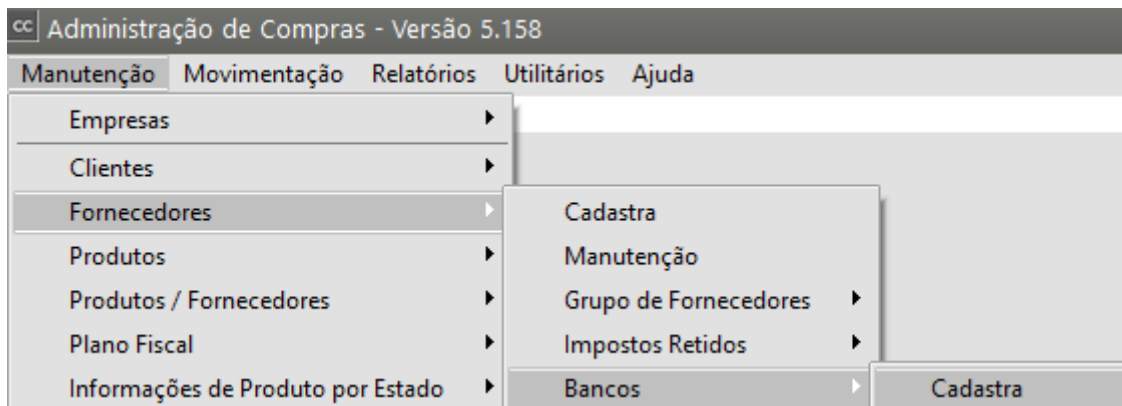 cc Administração de Compras - Versão 5.158
Manutenção Movimentação Relatórios Utilitários Ajuda
Empresas
Clientes
Fornecedores
Produtos
Produtos / Fornecedores
Plano Fiscal
Informações de Produto por Estado
Cadastra
Manutenção
Grupo de Fornecedores
Impostos Retidos
Bancos
Cadastra